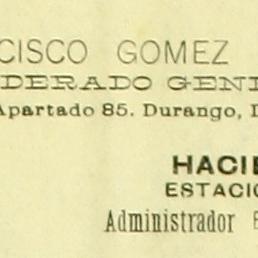 CISCO GOMEZ
DERADO GEN
Apartado 85. Durango, D
HACIE
ESTACIO
Administrador